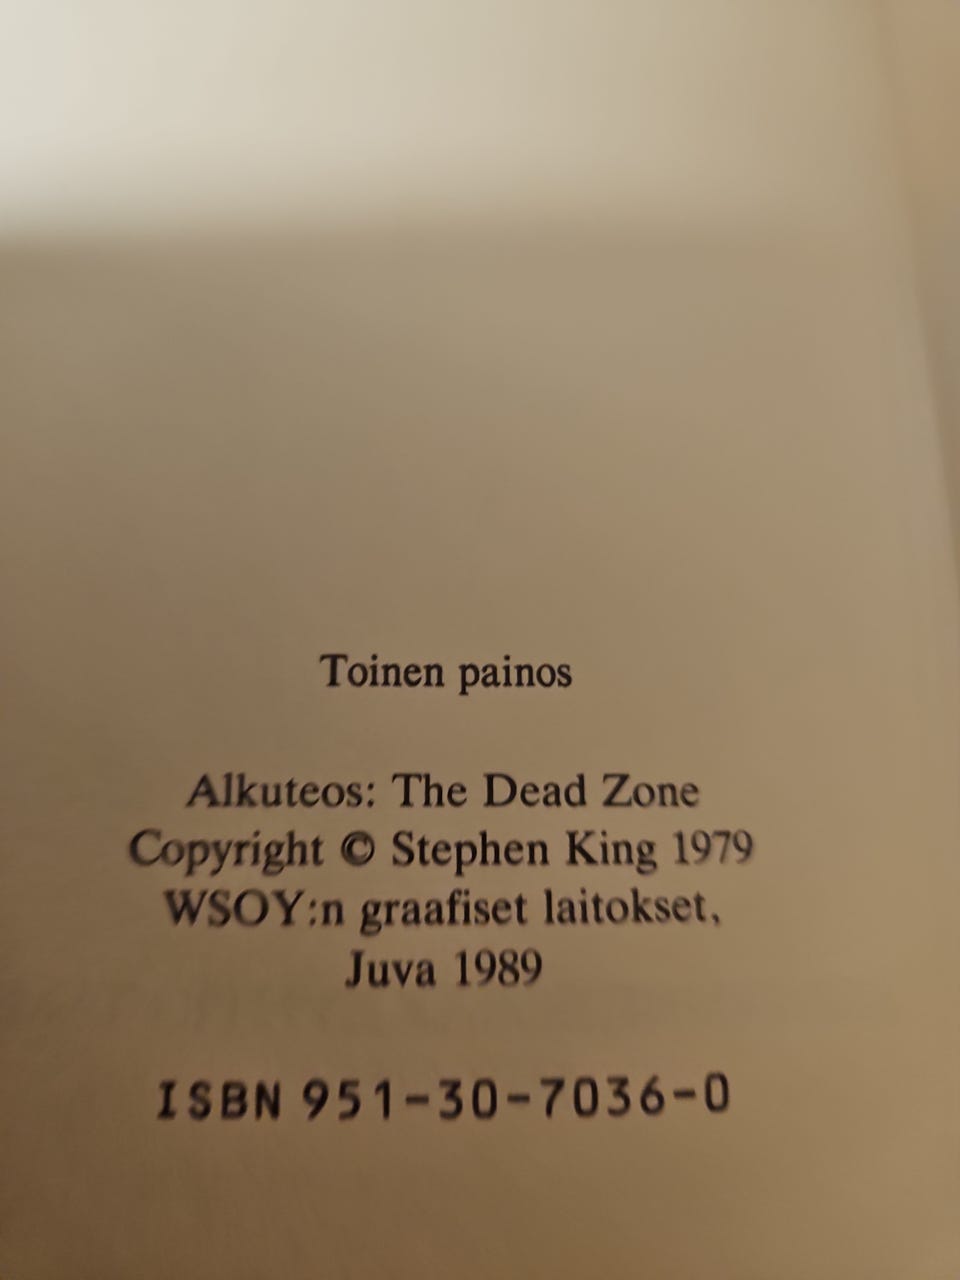 Toinen painos
Alkuteos: The Dead Zone
Copyright © Stephen King 1979
WSOY:n graafiset laitokset,
Juva 1989
ISBN 951-30-7036-0